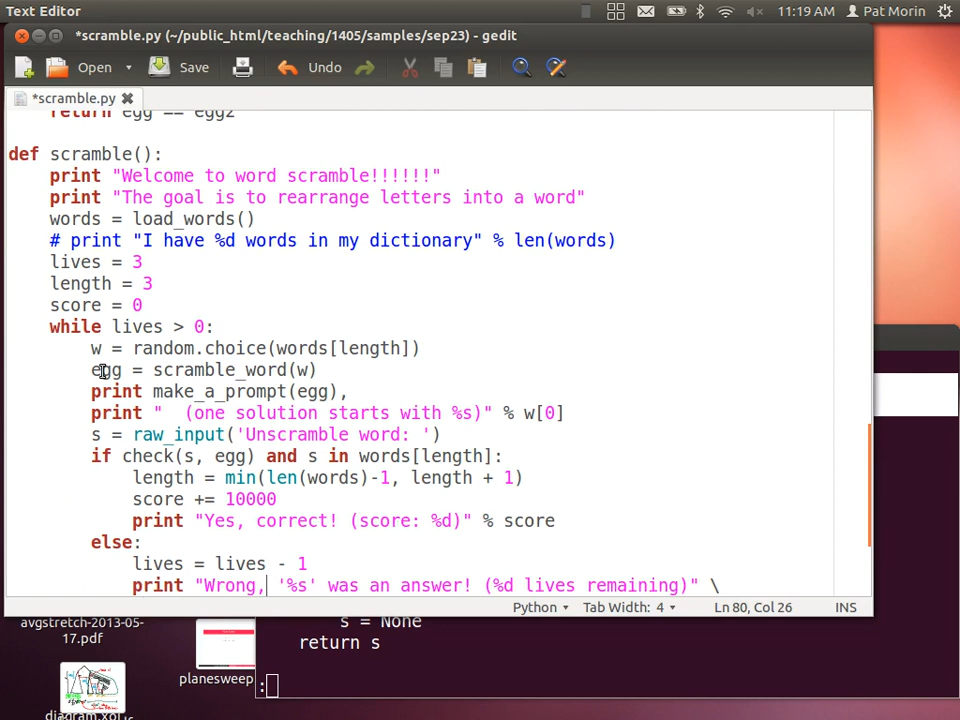 Text Editor 11:19 AM Pat Morin
*scramble.py (~/public_html/teaching/1405/samples/sep23) - gedit
Open Save Undo
*scramble.py
return egg == egg2
def scramble():
print "Welcome to word scramble!!!!!!"
print "The goal is to rearrange letters into a word"
words = load_words()
# print "I have %d words in my dictionary" % len(words)
lives = 3
length = 3
score = 0
while lives > 0:
w = random.choice(words[length])
egg = scramble_word(w)
print make_a_prompt(egg),
print "  (one solution starts with %s)" % w[0]
s = raw_input('Unscramble word: ')
if check(s, egg) and s in words[length]:
length = min(len(words)-1, length + 1)
score += 10000
print "Yes, correct! (score: %d)" % score
else:
lives = lives - 1
print "Wrong, '%s' was an answer! (%d lives remaining)" \
Python Tab Width: 4 Ln 80, Col 26 INS
avgstretch-2013-05-
17.pdf
planesweep
s = None
return s
: